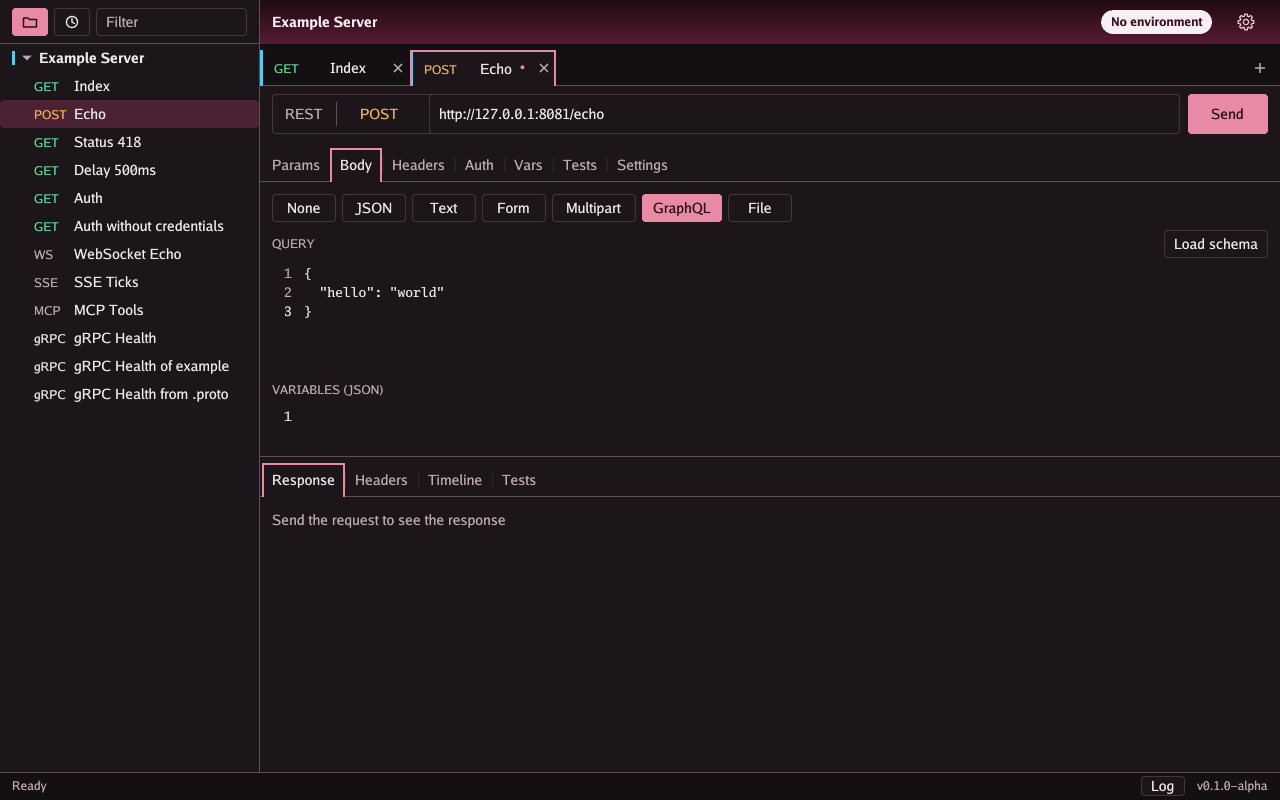 Filter
Example Server
No environment
Example Server
GET Index
POST Echo
GET Status 418
GET Delay 500ms
GET Auth
GET Auth without credentials
WS WebSocket Echo
SSE SSE Ticks
MCP MCP Tools
gRPC gRPC Health
gRPC gRPC Health of example
gRPC gRPC Health from .proto
GET Index
POST Echo
REST POST http://127.0.0.1:8081/echo Send
Params Body Headers Auth Vars Tests Settings
None JSON Text Form Multipart GraphQL File
QUERY Load schema
1 {
2 "hello": "world"
3 }
VARIABLES (JSON)
1
Response Headers Timeline Tests
Send the request to see the response
Ready Log v0.1.0-alpha